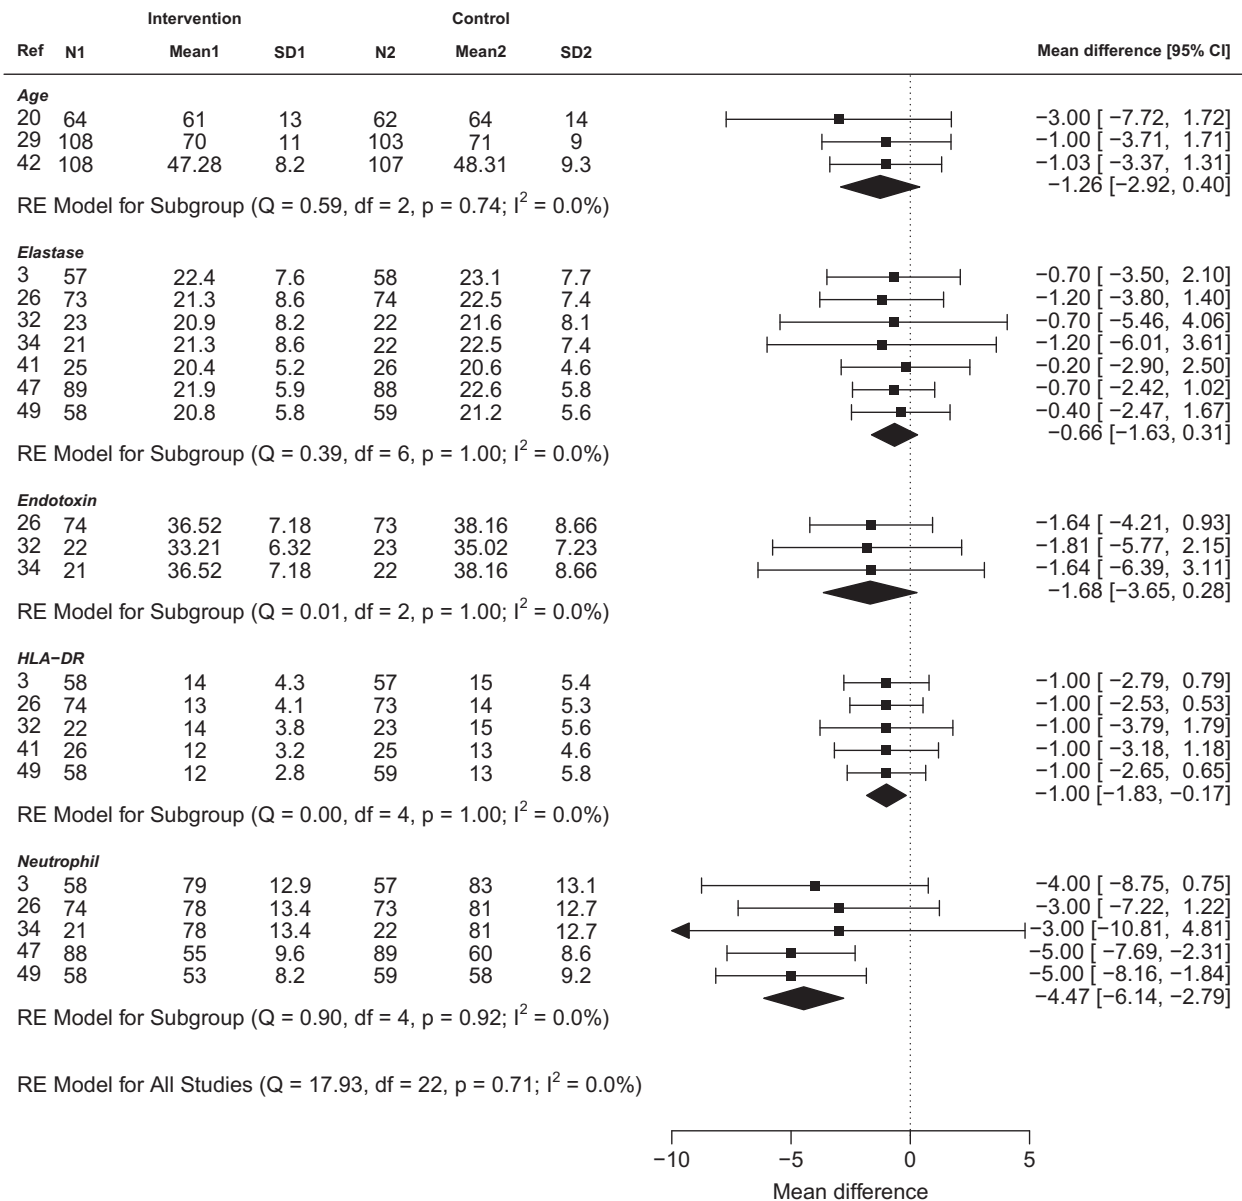 Intervention Control
Ref N1 Mean1 SD1 N2 Mean2 SD2 Mean difference [95% CI]
Age
20 64 61 13 62 64 14 −3.00 [ −7.72, 1.72]
29 108 70 11 103 71 9 −1.00 [ −3.71, 1.71]
42 108 47.28 8.2 107 48.31 9.3 −1.03 [ −3.37, 1.31]
−1.26 [−2.92, 0.40]
RE Model for Subgroup (Q = 0.59, df = 2, p = 0.74; I² = 0.0%)
Elastase
3 57 22.4 7.6 58 23.1 7.7 −0.70 [ −3.50, 2.10]
26 73 21.3 8.6 74 22.5 7.4 −1.20 [ −3.80, 1.40]
32 23 20.9 8.2 22 21.6 8.1 −0.70 [ −5.46, 4.06]
34 21 21.3 8.6 22 22.5 7.4 −1.20 [ −6.01, 3.61]
41 25 20.4 5.2 26 20.6 4.6 −0.20 [ −2.90, 2.50]
47 89 21.9 5.9 88 22.6 5.8 −0.70 [ −2.42, 1.02]
49 58 20.8 5.8 59 21.2 5.6 −0.40 [ −2.47, 1.67]
−0.66 [−1.63, 0.31]
RE Model for Subgroup (Q = 0.39, df = 6, p = 1.00; I² = 0.0%)
Endotoxin
26 74 36.52 7.18 73 38.16 8.66 −1.64 [ −4.21, 0.93]
32 22 33.21 6.32 23 35.02 7.23 −1.81 [ −5.77, 2.15]
34 21 36.52 7.18 22 38.16 8.66 −1.64 [ −6.39, 3.11]
−1.68 [−3.65, 0.28]
RE Model for Subgroup (Q = 0.01, df = 2, p = 1.00; I² = 0.0%)
HLA−DR
3 58 14 4.3 57 15 5.4 −1.00 [ −2.79, 0.79]
26 74 13 4.1 73 14 5.3 −1.00 [ −2.53, 0.53]
32 22 14 3.8 23 15 5.6 −1.00 [ −3.79, 1.79]
41 26 12 3.2 25 13 4.6 −1.00 [ −3.18, 1.18]
49 58 12 2.8 59 13 5.8 −1.00 [ −2.65, 0.65]
−1.00 [−1.83, −0.17]
RE Model for Subgroup (Q = 0.00, df = 4, p = 1.00; I² = 0.0%)
Neutrophil
3 58 79 12.9 57 83 13.1 −4.00 [ −8.75, 0.75]
26 74 78 13.4 73 81 12.7 −3.00 [ −7.22, 1.22]
34 21 78 13.4 22 81 12.7 −3.00 [−10.81, 4.81]
47 88 55 9.6 89 60 8.6 −5.00 [ −7.69, −2.31]
49 58 53 8.2 59 58 9.2 −5.00 [ −8.16, −1.84]
−4.47 [−6.14, −2.79]
RE Model for Subgroup (Q = 0.90, df = 4, p = 0.92; I² = 0.0%)
RE Model for All Studies (Q = 17.93, df = 22, p = 0.71; I² = 0.0%)
−10 −5 0 5
Mean difference